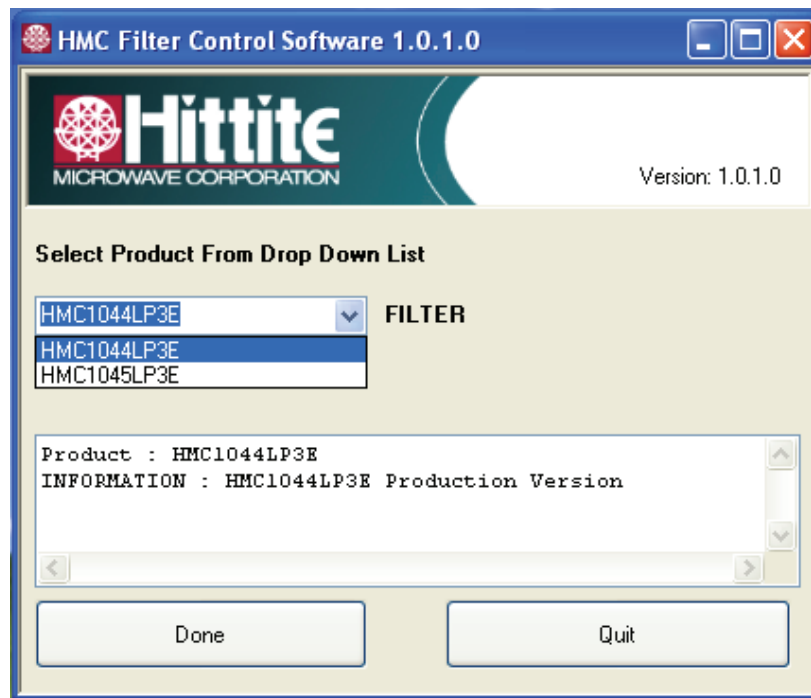 HMC Filter Control Software 1.0.1.0
Hittite
MICROWAVE CORPORATION
Version: 1.0.1.0
Select Product From Drop Down List
HMC1044LP3E
FILTER
HMC1044LP3E
HMC1045LP3E
Product : HMC1044LP3E
INFORMATION : HMC1044LP3E Production Version
Done
Quit